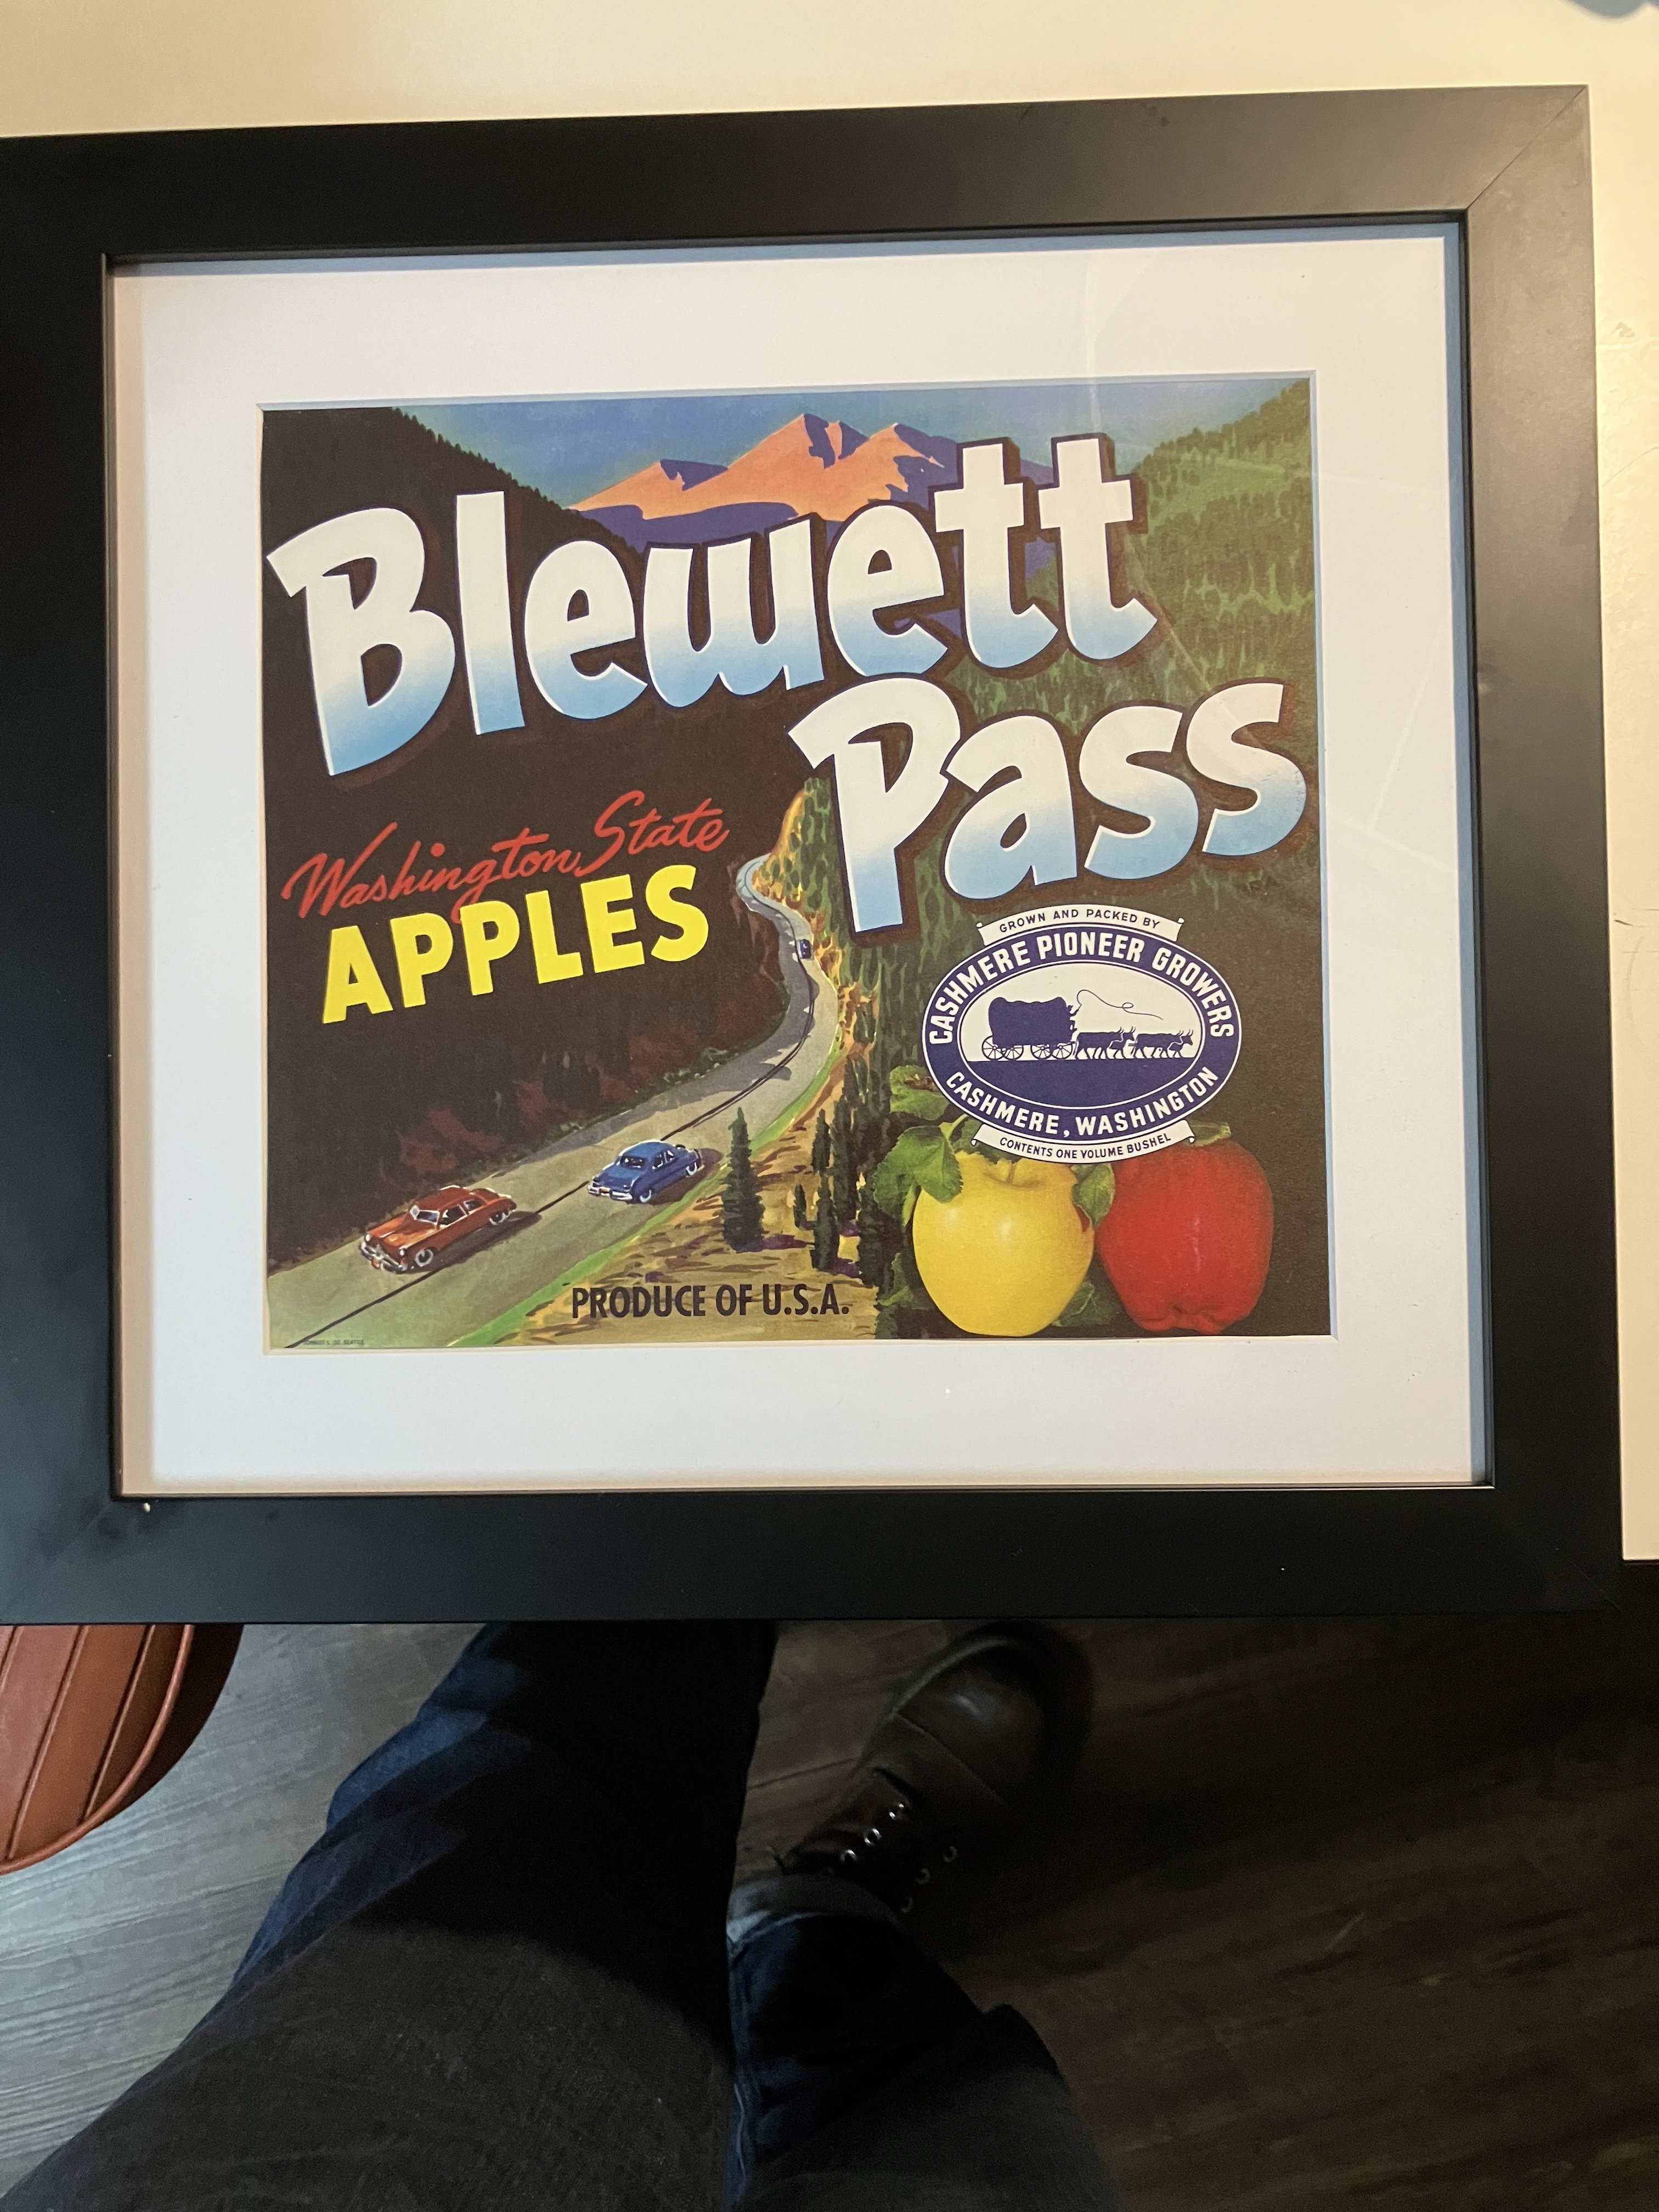 Blewett
Pass
Washington State
APPLES
GROWN AND PACKED BY
CASHMERE PIONEER GROWERS
CASHMERE, WASHINGTON
CONTENTS ONE VOLUME BUSHEL
PRODUCE OF U.S.A.